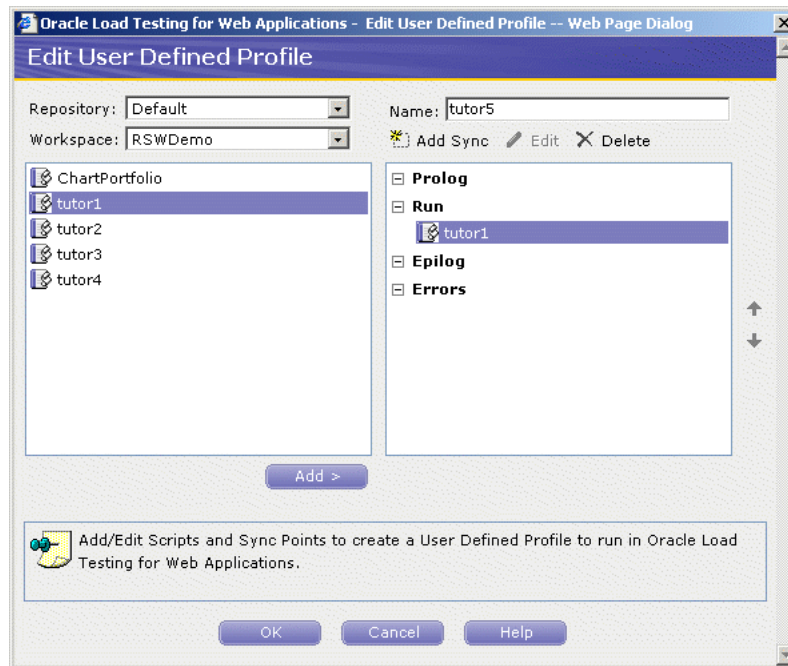 Oracle Load Testing for Web Applications - Edit User Defined Profile -- Web Page Dialog
Edit User Defined Profile
Repository: Default
Workspace: RSWDemo
ChartPortfolio
tutor1
tutor2
tutor3
tutor4
Name: tutor5
Add Sync Edit Delete
Prolog
Run
tutor1
Epilog
Errors
Add >
Add/Edit Scripts and Sync Points to create a User Defined Profile to run in Oracle Load
Testing for Web Applications.
OK Cancel Help